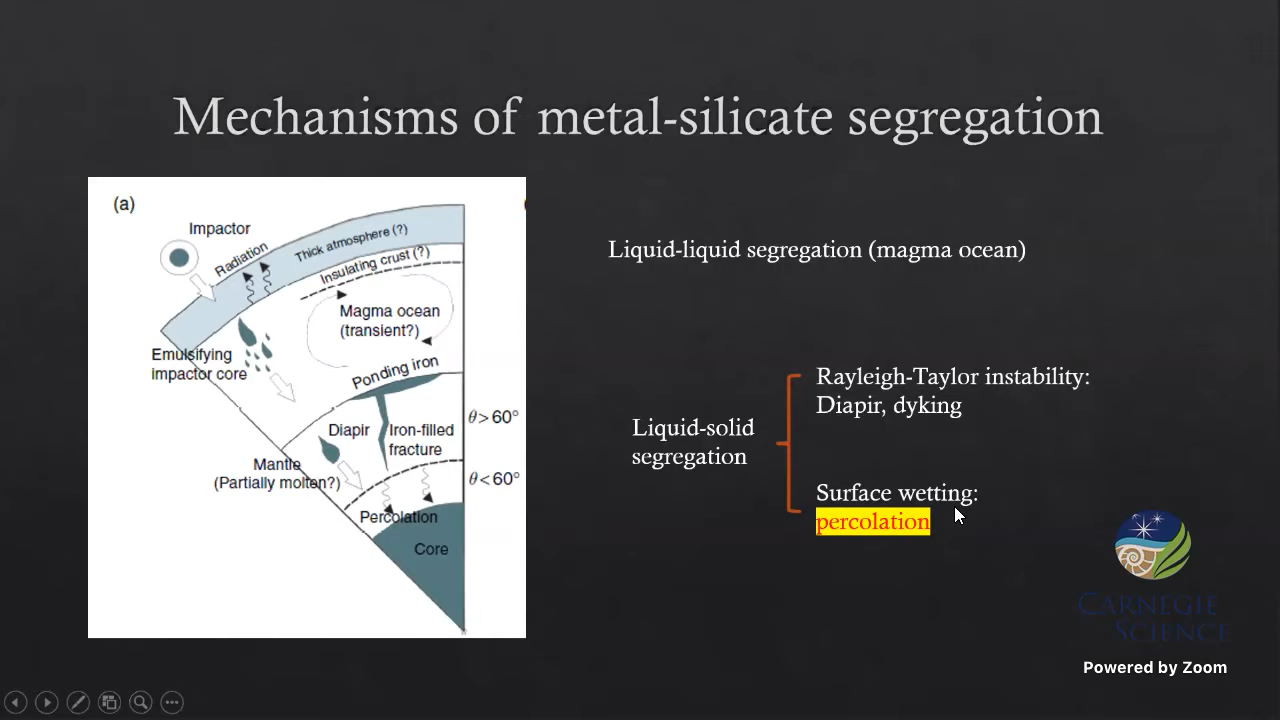 Mechanisms of metal-silicate segregation
(a)
Impactor
Radiation
Thick atmosphere (?)
Insulating crust (?)
Magma ocean
(transient?)
Emulsifying
impactor core
Ponding iron
Diapir
Iron-filled
fracture
θ> 60°
Mantle
(Partially molten?)
θ<60°
Percolation
Core
Liquid-liquid segregation (magma ocean)
Liquid-solid
segregation
Rayleigh-Taylor instability:
Diapir, dyking
Surface wetting:
percolation
CARNEGIE
SCIENCE
Powered by Zoom